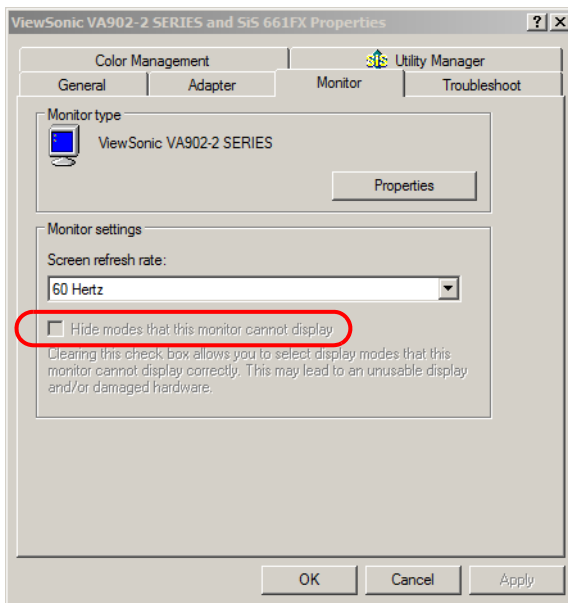 ViewSonic VA902-2 SERIES and SiS 661FX Properties
Color Management
SiS Utility Manager
General
Adapter
Monitor
Troubleshoot
Monitor type
ViewSonic VA902-2 SERIES
Properties
Monitor settings
Screen refresh rate:
60 Hertz
Hide modes that this monitor cannot display
Clearing this check box allows you to select display modes that this
monitor cannot display correctly. This may lead to an unusable display
and/or damaged hardware.
OK
Cancel
Apply